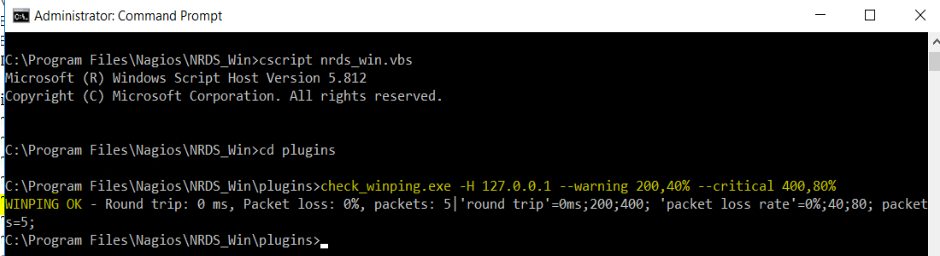 Administrator: Command Prompt
C:\Program Files\Nagios\NRDS_Win>cscript nrds_win.vbs
Microsoft (R) Windows Script Host Version 5.812
Copyright (C) Microsoft Corporation. All rights reserved.
C:\Program Files\Nagios\NRDS_Win>cd plugins
C:\Program Files\Nagios\NRDS_Win\plugins>check_winping.exe -H 127.0.0.1 --warning 200,40% --critical 400,80%
WINPING OK - Round trip: 0 ms, Packet loss: 0%, packets: 5|'round trip'=0ms;200;400; 'packet loss rate'=0%;40;80; packet
s=5;
C:\Program Files\Nagios\NRDS_Win\plugins>